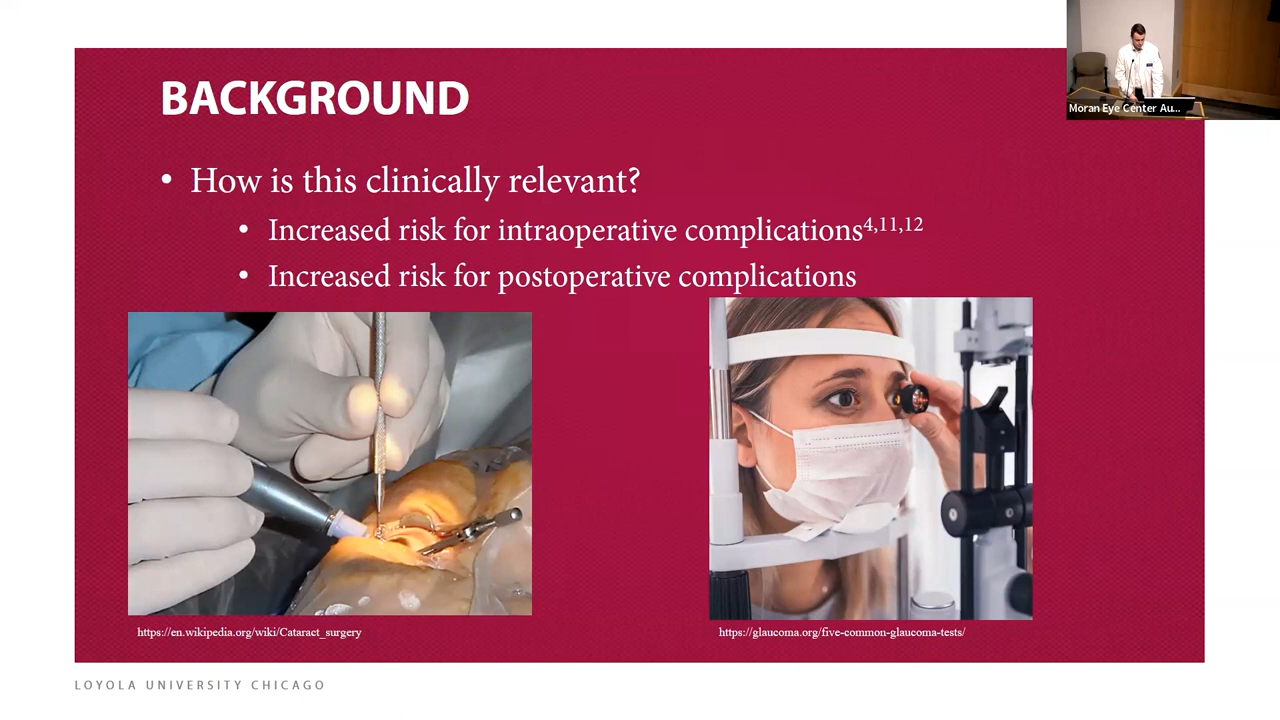 BACKGROUND
• How is this clinically relevant?
• Increased risk for intraoperative complications4,11,12
• Increased risk for postoperative complications
https://en.wikipedia.org/wiki/Cataract_surgery
https://glaucoma.org/five-common-glaucoma-tests/
LOYOLA UNIVERSITY CHICAGO
Moran Eye Center Au...